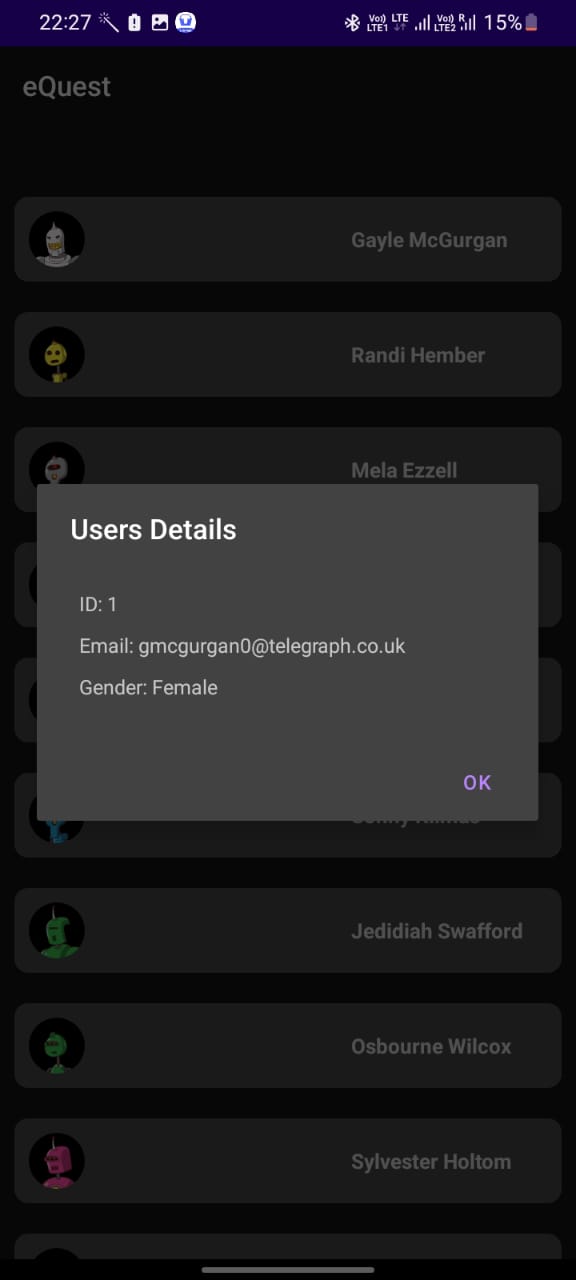 22:27
Vo) LTE
LTE1
Vo) R
LTE2
15%
eQuest
Gayle McGurgan
Randi Hember
Mela Ezzell
Users Details
ID: 1
Email: gmcgurgan0@telegraph.co.uk
Gender: Female
OK
Jedidiah Swafford
Osbourne Wilcox
Sylvester Holtom